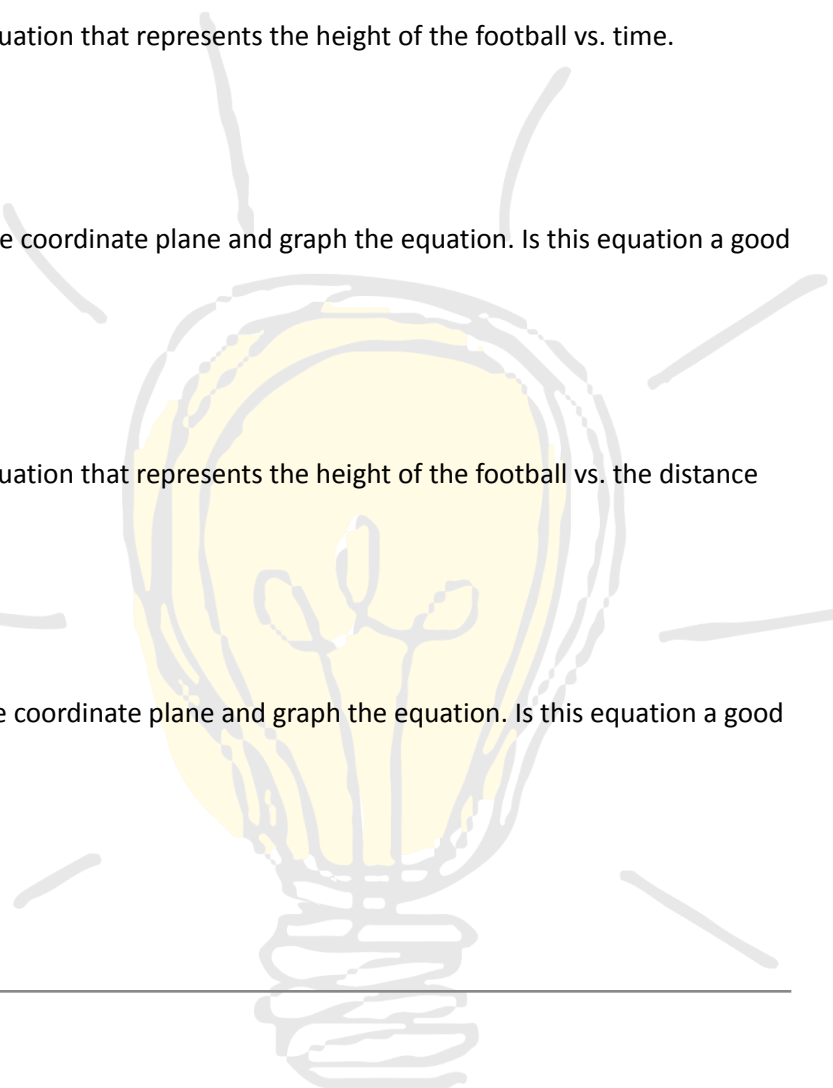 uation that represents the height of the football vs. time.
e coordinate plane and graph the equation. Is this equation a good
uation that represents the height of the football vs. the distance
e coordinate plane and graph the equation. Is this equation a good